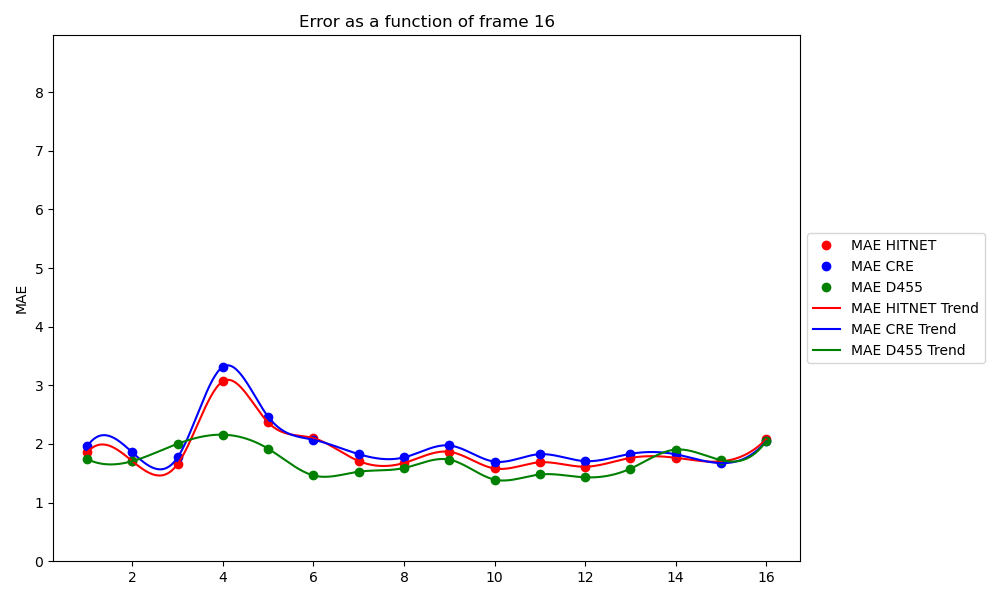 Error as a function of frame 16
8
7
6
5
4
3
2
1
0
MAE
2
4
6
8
10
12
14
16
MAE HITNET
MAE CRE
MAE D455
MAE HITNET Trend
MAE CRE Trend
MAE D455 Trend